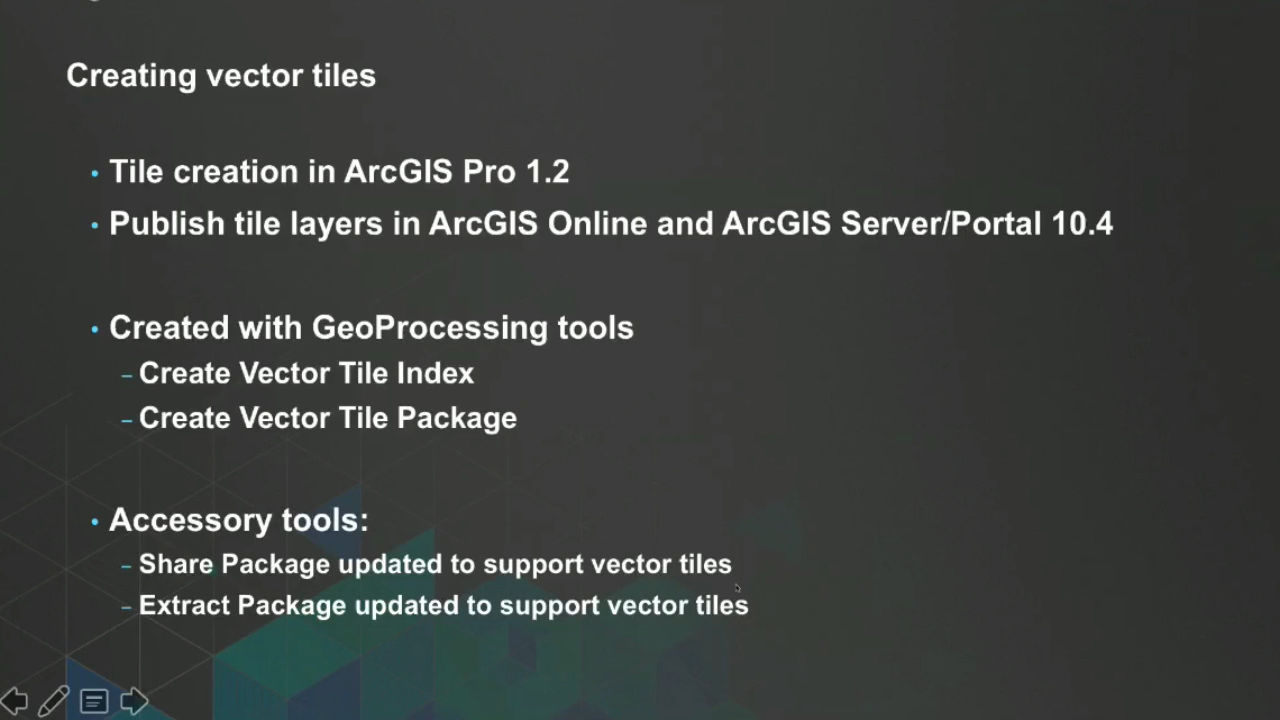 Creating vector tiles
• Tile creation in ArcGIS Pro 1.2
• Publish tile layers in ArcGIS Online and ArcGIS Server/Portal 10.4
• Created with GeoProcessing tools
– Create Vector Tile Index
– Create Vector Tile Package
• Accessory tools:
– Share Package updated to support vector tiles
– Extract Package updated to support vector tiles